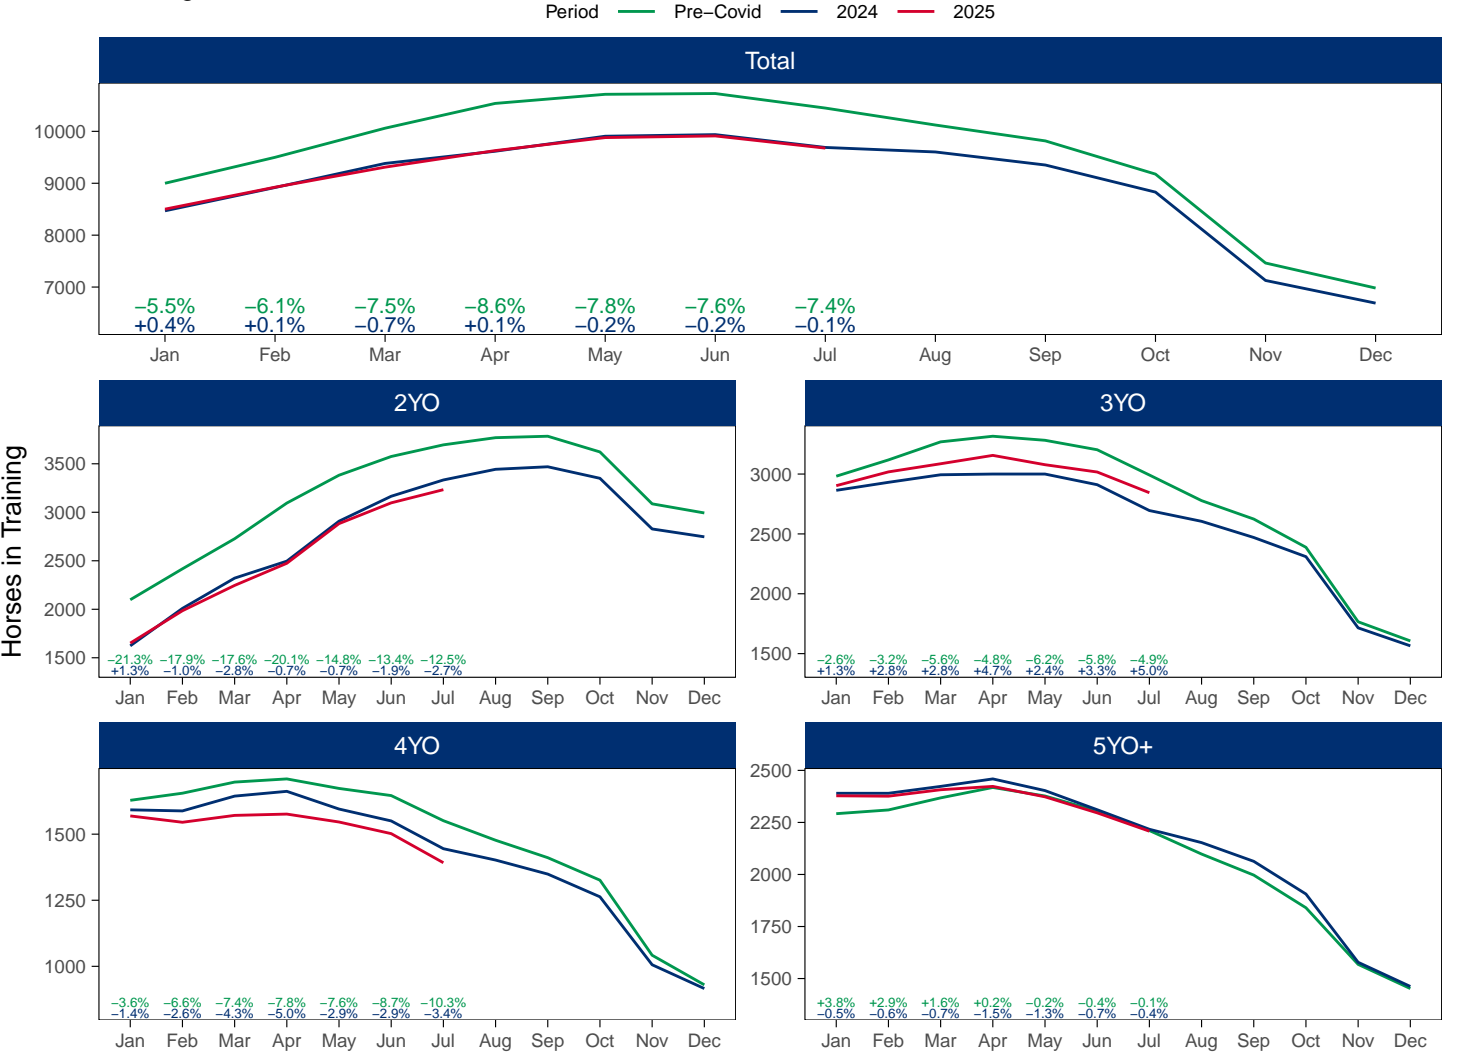 Period Pre−Covid 2024 2025
Total
10000
9000
8000
7000
−5.5% −6.1% −7.5% −8.6% −7.8% −7.6% −7.4%
+0.4% +0.1% −0.7% +0.1% −0.2% −0.2% −0.1%
Jan Feb Mar Apr May Jun Jul Aug Sep Oct Nov Dec
Horses in Training
2YO
3500
3000
2500
2000
1500
−21.3% −17.9% −17.6% −20.1% −14.8% −13.4% −12.5%
+1.3% −1.0% −2.8% −0.7% −0.7% −1.9% −2.7%
Jan Feb Mar Apr May Jun Jul Aug Sep Oct Nov Dec
3YO
3000
2500
2000
1500
−2.6% −3.2% −5.6% −4.8% −6.2% −5.8% −4.9%
+1.3% +2.8% +2.8% +4.7% +2.4% +3.3% +5.0%
Jan Feb Mar Apr May Jun Jul Aug Sep Oct Nov Dec
4YO
1500
1250
1000
−3.6% −6.6% −7.4% −7.8% −7.6% −8.7% −10.3%
−1.4% −2.6% −4.3% −5.0% −2.9% −2.9% −3.4%
Jan Feb Mar Apr May Jun Jul Aug Sep Oct Nov Dec
5YO+
2500
2250
2000
1750
1500
+3.8% +2.9% +1.6% +0.2% −0.2% −0.4% −0.1%
−0.5% −0.6% −0.7% −1.5% −1.3% −0.7% −0.4%
Jan Feb Mar Apr May Jun Jul Aug Sep Oct Nov Dec